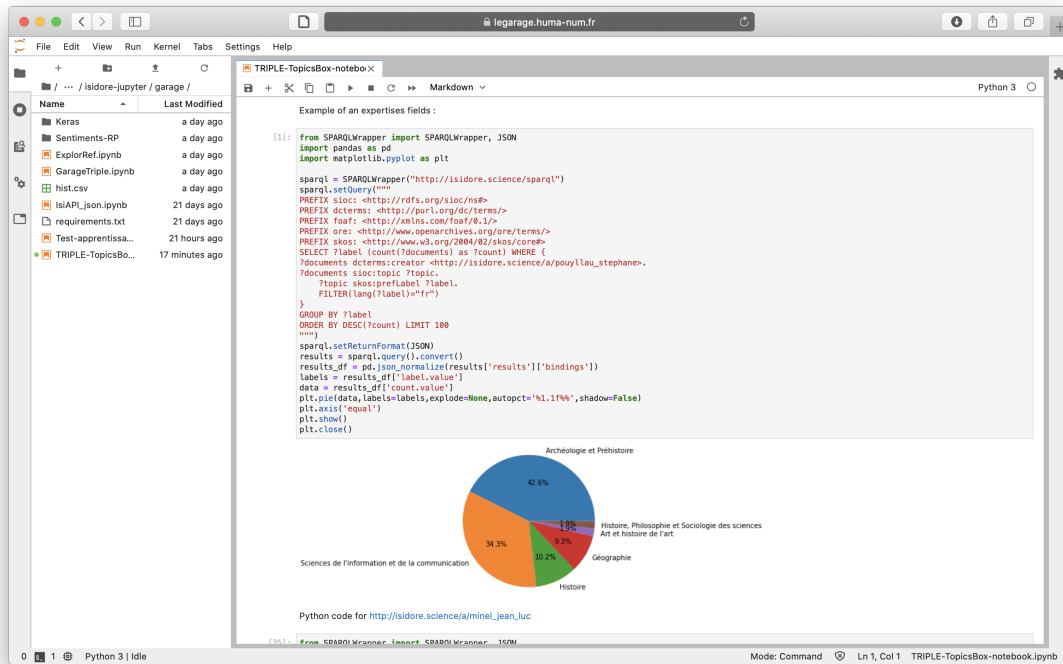 legarage.huma-num.fr
File Edit View Run Kernel Tabs Settings Help
/ ··· / isidore-jupyter / garage /
Name Last Modified
Keras a day ago
Sentiments-RP a day ago
ExplorRef.ipynb a day ago
GarageTriple.ipynb a day ago
hist.csv a day ago
IsiAPI_json.ipynb 21 days ago
requirements.txt 21 days ago
Test-apprentissa... 21 hours ago
TRIPLE-TopicsBo... 17 minutes ago
TRIPLE-TopicsBox-noteboo
Markdown
Python 3
Example of an expertises fields :
[1]: from SPARQLWrapper import SPARQLWrapper, JSON
import pandas as pd
import matplotlib.pyplot as plt
sparql = SPARQLWrapper("http://isidore.science/sparql")
sparql.setQuery("""
PREFIX sioc: <http://rdfs.org/sioc/ns#>
PREFIX dcterms: <http://purl.org/dc/terms/>
PREFIX foaf: <http://xmlns.com/foaf/0.1/>
PREFIX ore: <http://www.openarchives.org/ore/terms/>
PREFIX skos: <http://www.w3.org/2004/02/skos/core#>
SELECT ?label (count(?documents) as ?count) WHERE {
?documents dcterms:creator <http://isidore.science/a/pouyllau_stephane>.
?documents sioc:topic ?topic.
?topic skos:prefLabel ?label.
FILTER(lang(?label)="fr")
}
GROUP BY ?label
ORDER BY DESC(?count) LIMIT 100
""")
sparql.setReturnFormat(JSON)
results = sparql.query().convert()
results_df = pd.json_normalize(results['results']['bindings'])
labels = results_df['label.value']
data = results_df['count.value']
plt.pie(data,labels=labels,explode=None,autopct='%1.1f%%',shadow=False)
plt.axis('equal')
plt.show()
plt.close()
Archéologie et Préhistoire
42.6%
1.9%
1.9%
Histoire, Philosophie et Sociologie des sciences
Art et histoire de l'art
9.3%
34.3%
10.2%
Géographie
Sciences de l'information et de la communication
Histoire
Python code for http://isidore.science/a/minel_jean_luc
[35]: from SPARQLWrapper import SPARQLWrapper, JSON
0 1 Python 3 | Idle
Mode: Command Ln 1, Col 1 TRIPLE-TopicsBox-notebook.ipynb